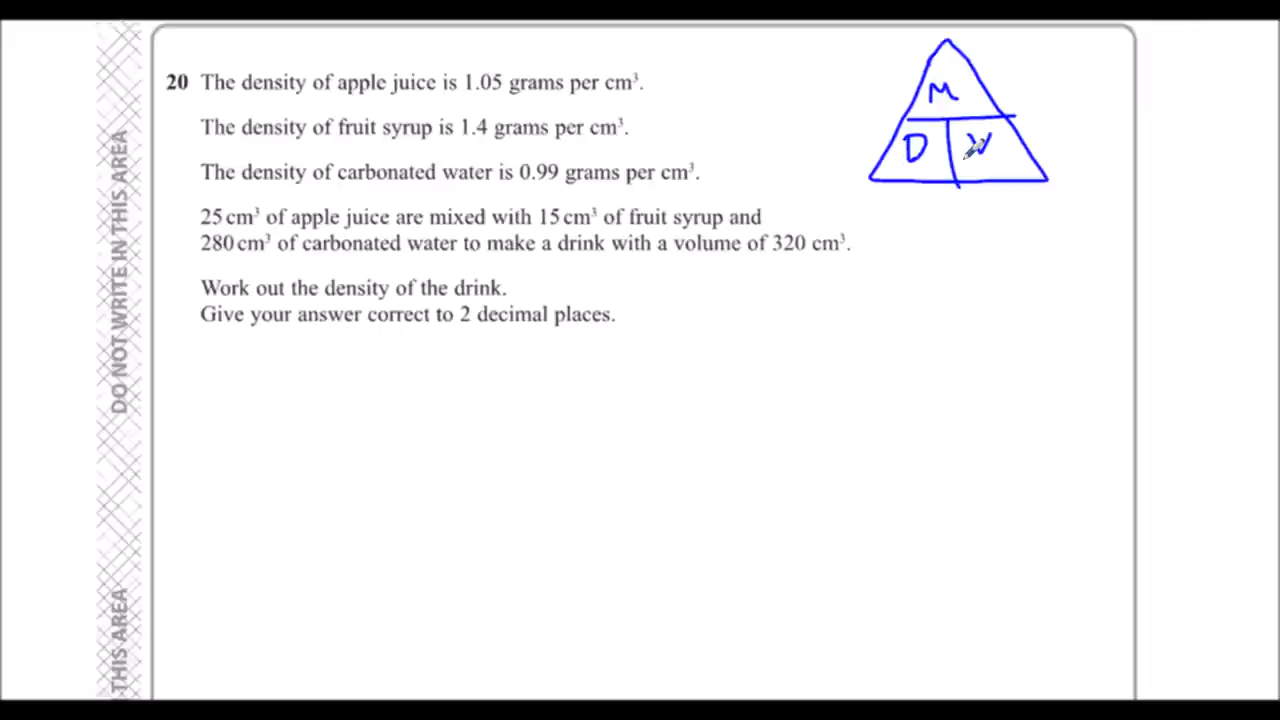 20 The density of apple juice is 1.05 grams per cm³.
The density of fruit syrup is 1.4 grams per cm³.
The density of carbonated water is 0.99 grams per cm³.
25 cm³ of apple juice are mixed with 15 cm³ of fruit syrup and
280 cm³ of carbonated water to make a drink with a volume of 320 cm³.
Work out the density of the drink.
Give your answer correct to 2 decimal places.
M
D V
DO NOT WRITE IN THIS AREA
THIS AREA